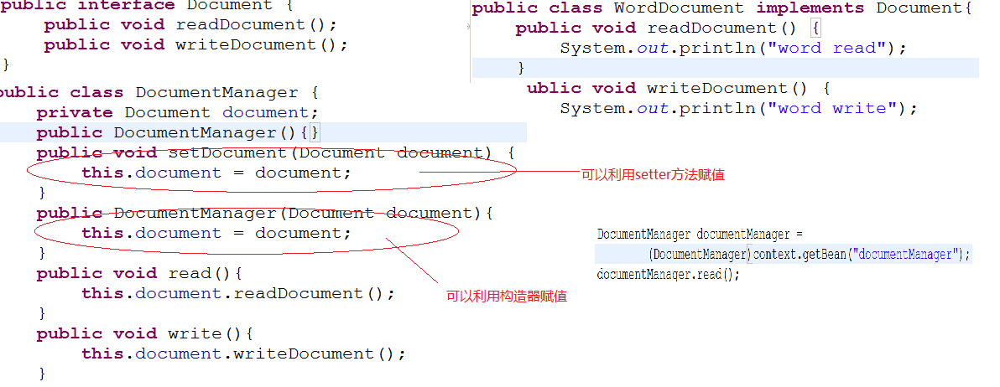 public interface Document {
public void readDocument();
public void writeDocument();
}
public class DocumentManager {
private Document document;
public DocumentManager(){}
public void setDocument(Document document) {
this.document = document;
}
public DocumentManager(Document document){
this.document = document;
}
public void read(){
this.document.readDocument();
}
public void write(){
this.document.writeDocument();
}
public class WordDocument implements Document{
public void readDocument() {
System.out.println("word read");
}
ublic void writeDocument() {
System.out.println("word write");
可以利用setter方法赋值
DocumentManager documentManager =
(DocumentManager)context.getBean("documentManager");
documentManager.read();
可以利用构造器赋值